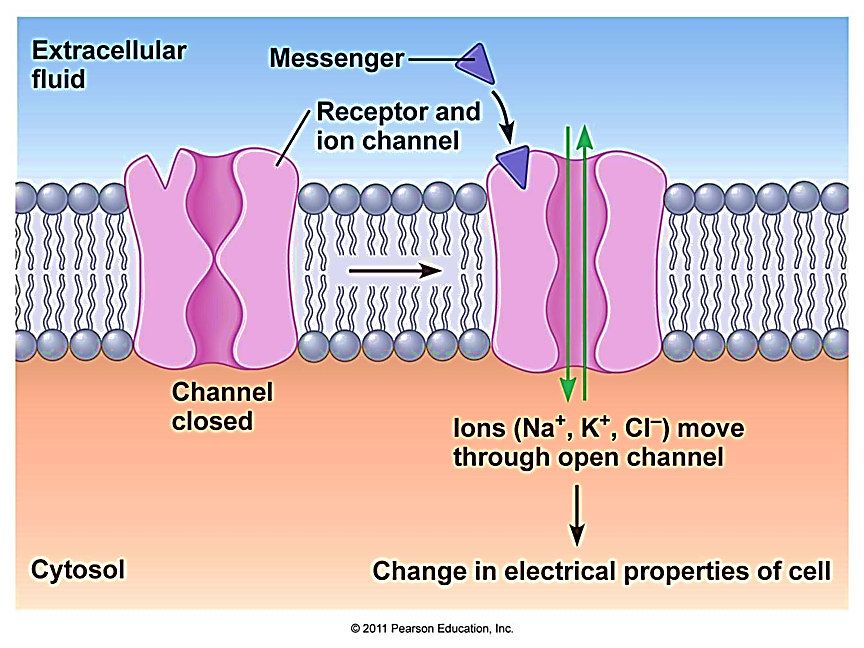 Extracellular
fluid
Messenger
Receptor and
ion channel
Channel
closed
Ions (Na⁺, K⁺, Cl⁻) move
through open channel
Cytosol
Change in electrical properties of cell
© 2011 Pearson Education, Inc.